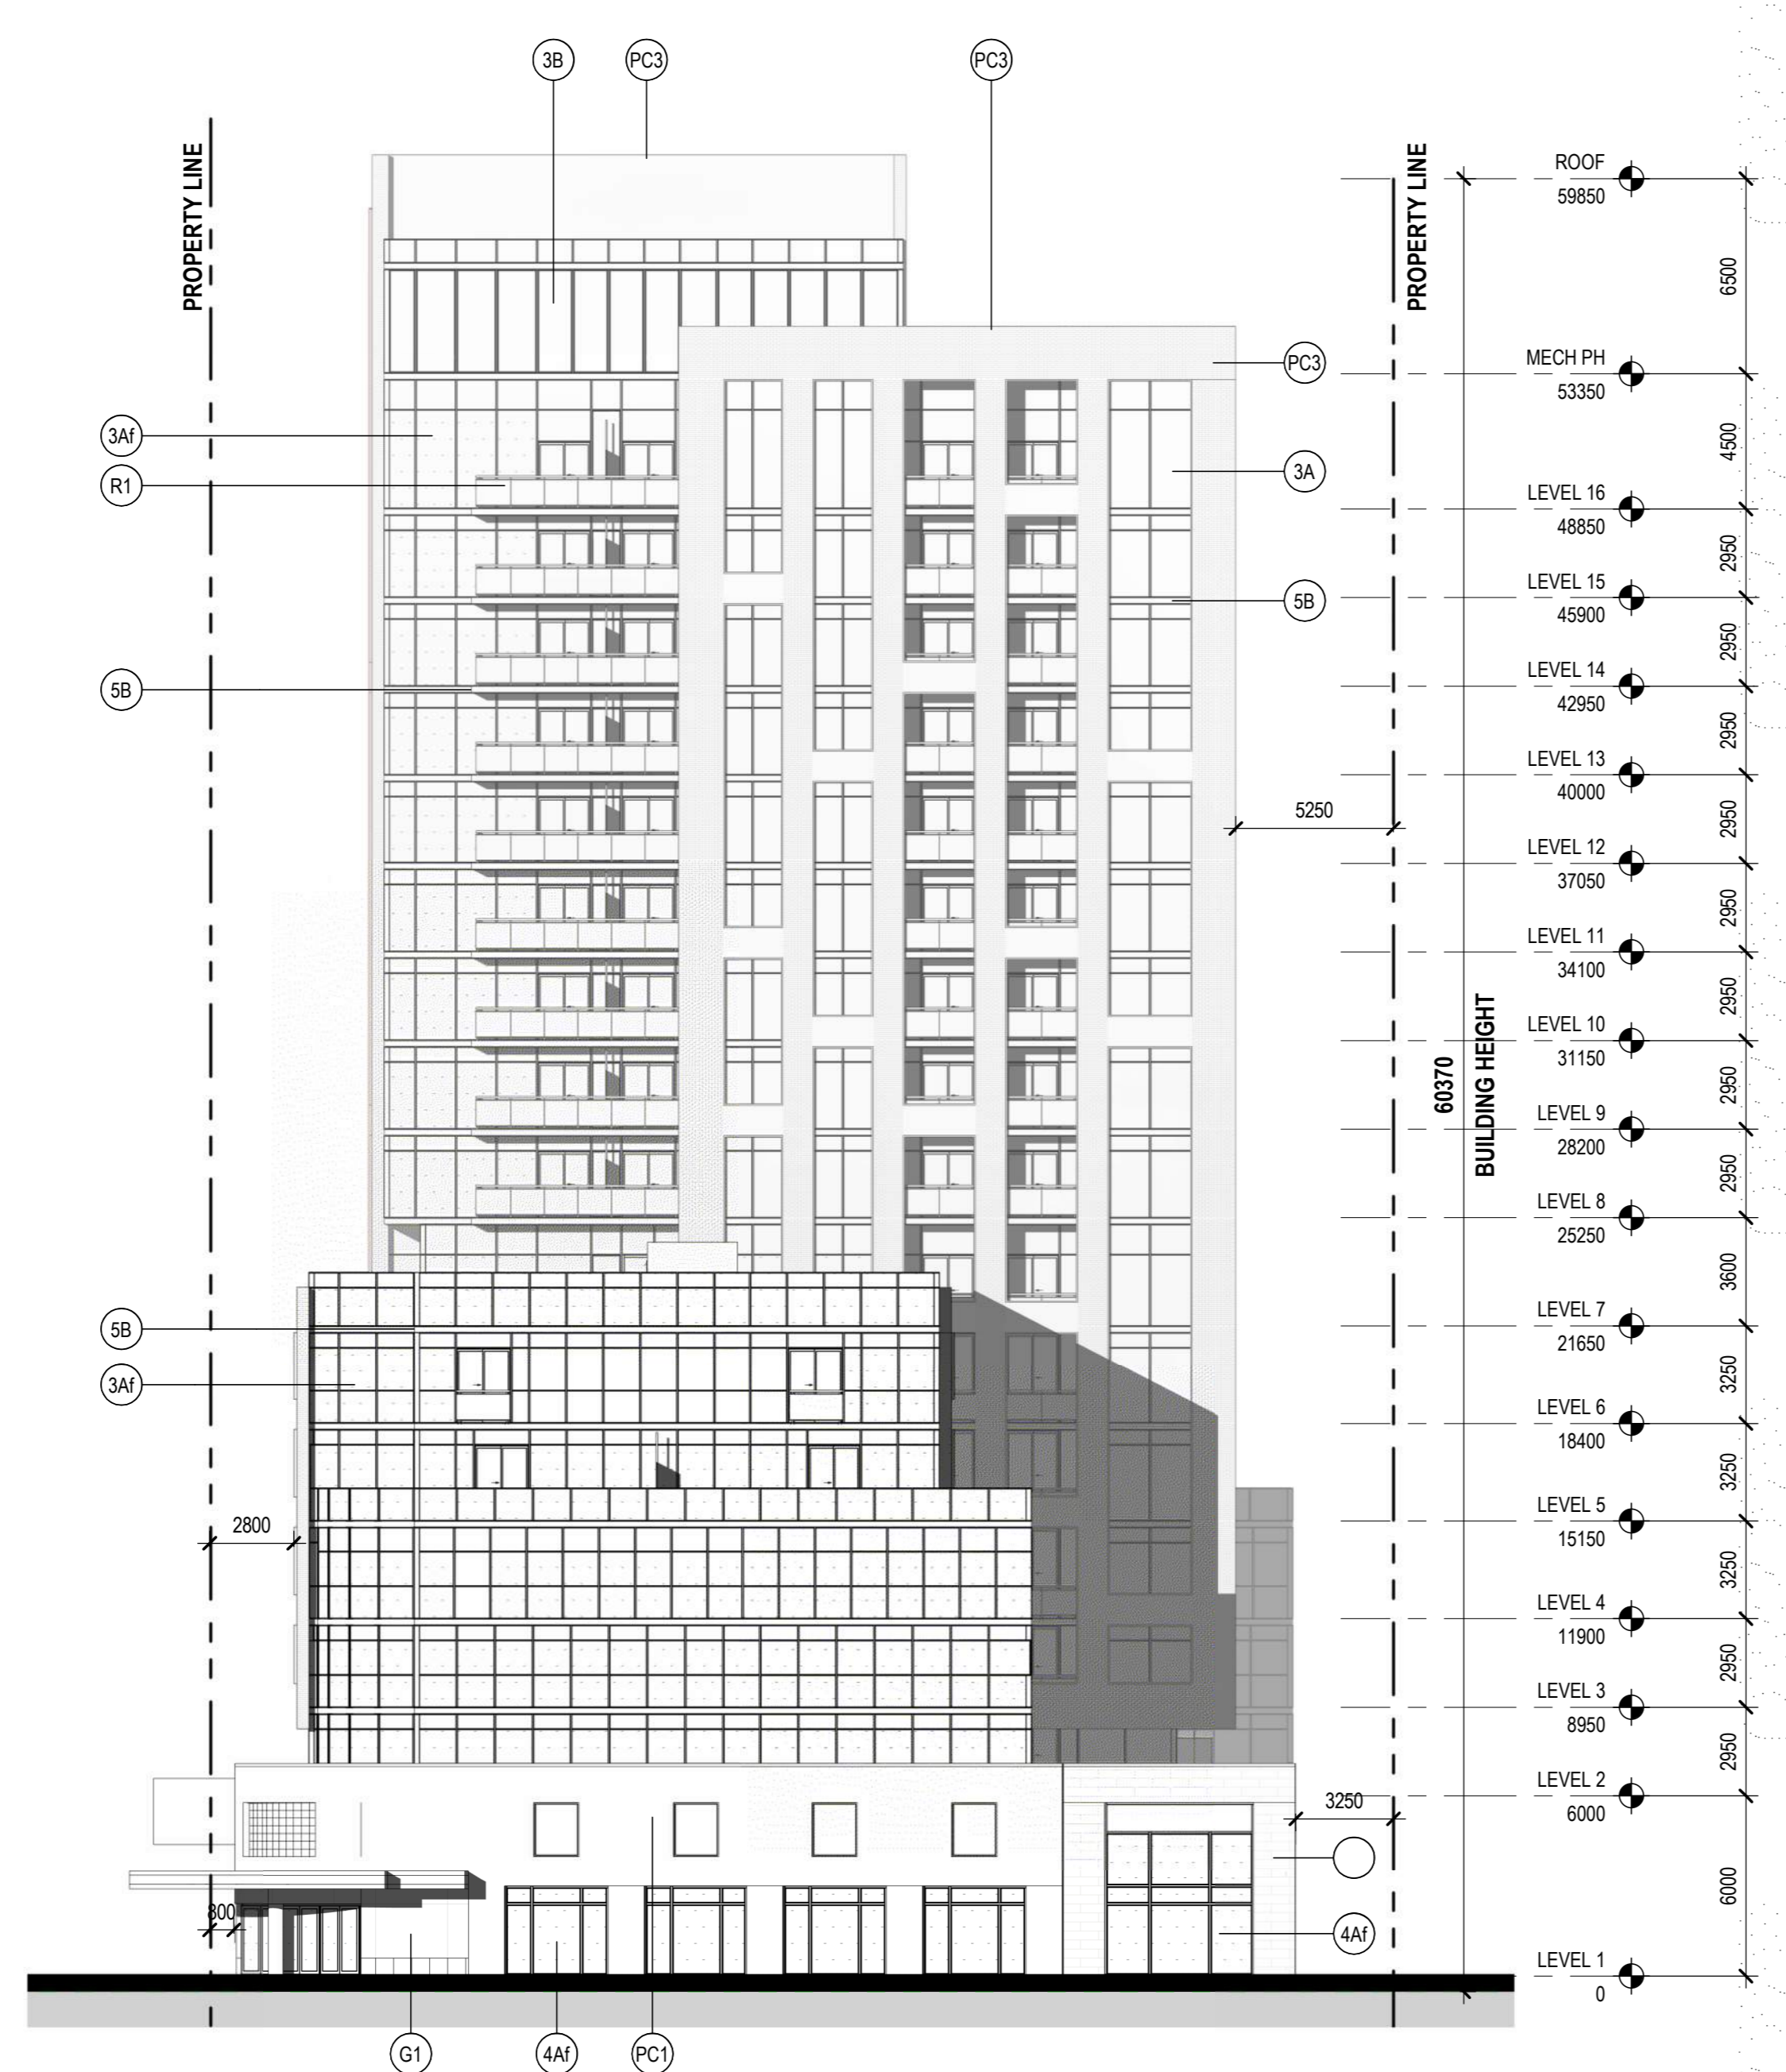 3B
PC3
PC3
PROPERTY LINE
PROPERTY LINE
ROOF
59850
6500
PC3
MECH PH
53350
3Af
4500
R1
3A
LEVEL 16
48850
2950
5B
LEVEL 15
45900
2950
5B
LEVEL 14
42950
2950
LEVEL 13
40000
5250
2950
LEVEL 12
37050
2950
LEVEL 11
34100
2950
LEVEL 10
31150
60370
BUILDING HEIGHT
2950
LEVEL 9
28200
2950
LEVEL 8
25250
3600
5B
LEVEL 7
21650
3Af
3250
LEVEL 6
18400
3250
2800
LEVEL 5
15150
3250
LEVEL 4
11900
2950
LEVEL 3
8950
2950
LEVEL 2
6000
3250
6000
800
4Af
LEVEL 1
0
G1
4Af
PC1